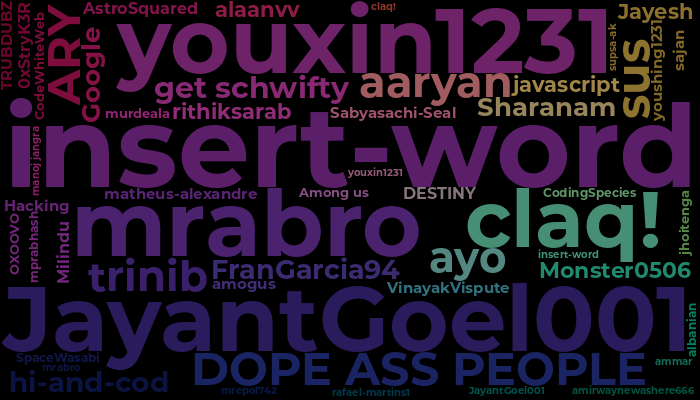 TRUBDUBZ
0xStryK3R
CodeWhiteWeb
ARY
Google
AstroSquared
alaanvv
claq!
Jayesh
youxin1231
supsa-ak
sus
youshing1231
sajan
get schwifty
aaryan
javascript
murdeala
rithiksarab
Sabyasachi-Seal
Sharanam
insert-word
manoj jangra
youxin1231
matheus-alexandre
Among us
DESTINY
CodingSpecies
Hacking
oxoovo
mprabhash
Milindu
mrabro
claq!
jhoitenga
ayo
insert-word
trinib
FranGarcia94
Monster0506
amogus
VinayakVispute
JayantGoel001
albanian
SpaceWasabi
mrabro
DOPE ASS PEOPLE
ammar
hi-and-cod
mrepol742
rafael-martins1
JayantGoel001
amirwaynewashere666